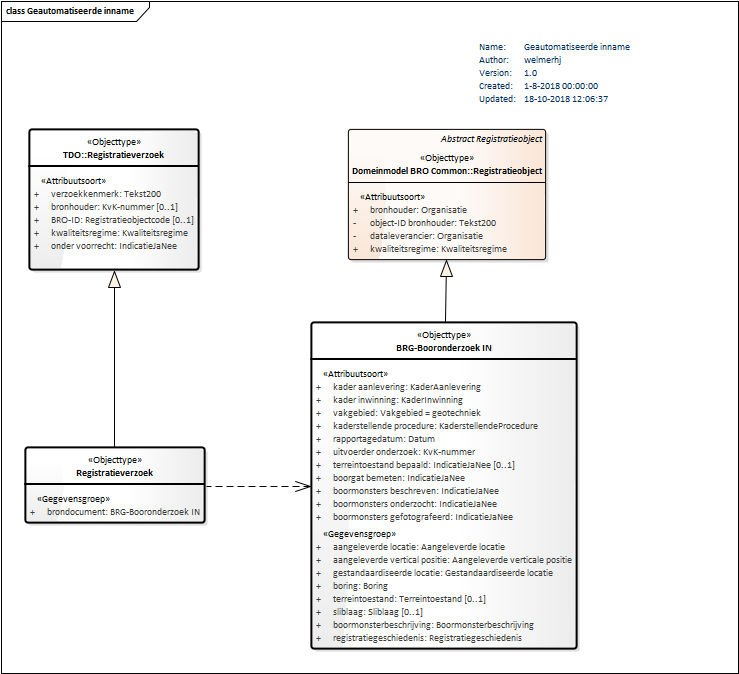 class Geautomatiseerde inname
Name: Geautomatiseerde inname
Author: welmerhj
Version: 1.0
Created: 1-8-2018 00:00:00
Updated: 18-10-2018 12:06:37
«Objecttype»
TDO::Registratieverzoek
«Attribuutsoort»
+ verzoekkenmerk: Tekst200
+ bronhouder: KvK-nummer [0..1]
+ BRO-ID: Registratieobjectcode [0..1]
+ kwaliteitsregime: Kwaliteitsregime
+ onder voorrecht: IndicatieJaNee
Abstract Registratieobject
«Objecttype»
Domeinmodel BRO Common::Registratieobject
«Attribuutsoort»
+ bronhouder: Organisatie
- object-ID bronhouder: Tekst200
- dataleverancier: Organisatie
+ kwaliteitsregime: Kwaliteitsregime
«Objecttype»
Registratieverzoek
«Gegevensgroep»
+ brondocument: BRG-Booronderzoek IN
«Objecttype»
BRG-Booronderzoek IN
«Attribuutsoort»
+ kader aanlevering: KaderAanlevering
+ kader inwinning: KaderInwinning
+ vakgebied: Vakgebied = geotechniek
+ kaderstellende procedure: KaderstellendeProcedure
+ rapportagedatum: Datum
+ uitvoerder onderzoek: KvK-nummer
+ terreintoestand bepaald: IndicatieJaNee [0..1]
+ boorgat bemeten: IndicatieJaNee
+ boormonsters beschreven: IndicatieJaNee
+ boormonsters onderzocht: IndicatieJaNee
+ boormonsters gefotografeerd: IndicatieJaNee
«Gegevensgroep»
+ aangeleverde locatie: Aangeleverde locatie
+ aangeleverde vertical positie: Aangeleverde verticale positie
+ gestandaardiseerde locatie: Gestandaardiseerde locatie
+ boring: Boring
+ terreintoestand: Terreintoestand [0..1]
+ sliblaag: Sliblaag [0..1]
+ boormonsterbeschrijving: Boormonsterbeschrijving
+ registratiegeschiedenis: Registratiegeschiedenis